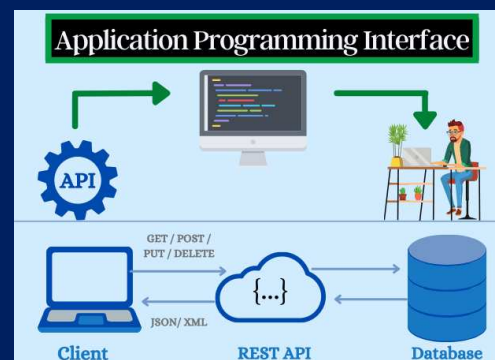 Application Programming Interface
API
GET / POST /
PUT / DELETE
{...}
JSON/ XML
Client
REST API
Database